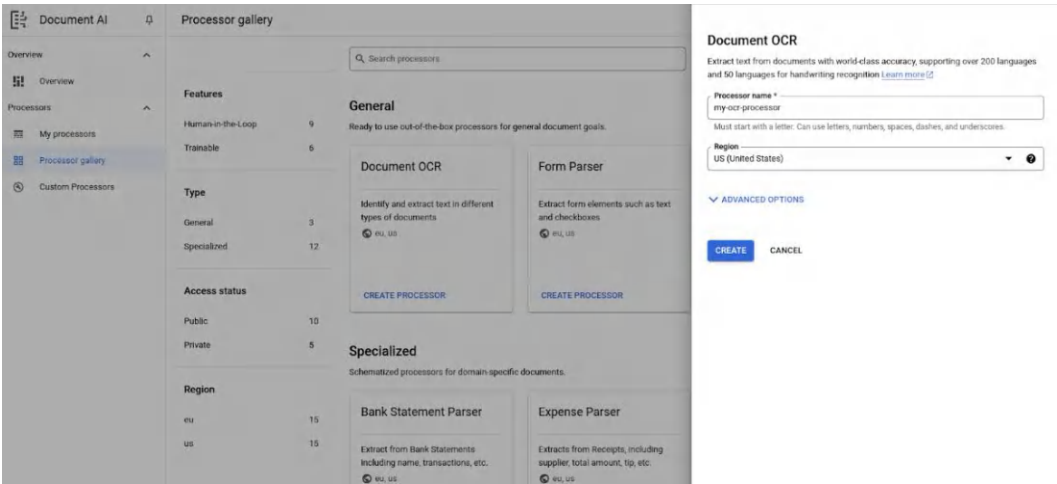 Document AI
Overview
Overview
Processors
My processors
Processor gallery
Custom Processors
Processor gallery
Features
Human-in-the-Loop 9
Trainable 6
Type
General 3
Specialized 12
Access status
Public 10
Private 5
Region
eu 15
us 15
Search processors
General
Ready to use out-of-the-box processors for general document goals.
Document OCR
Identify and extract text in different
types of documents
eu, us
CREATE PROCESSOR
Form Parser
Extract form elements such as text
and checkboxes
eu, us
CREATE PROCESSOR
Specialized
Schematized processors for domain-specific documents.
Bank Statement Parser
Extract from Bank Statements
including name, transactions, etc.
eu, us
Expense Parser
Extracts from Receipts, including
supplier, total amount, tip, etc.
eu, us
Document OCR
Extract text from documents with world-class accuracy, supporting over 200 languages
and 50 languages for handwriting recognition Learn more
Processor name *
my-ocr-processor
Must start with a letter. Can use letters, numbers, spaces, dashes, and underscores.
Region
US (United States)
ADVANCED OPTIONS
CREATE CANCEL